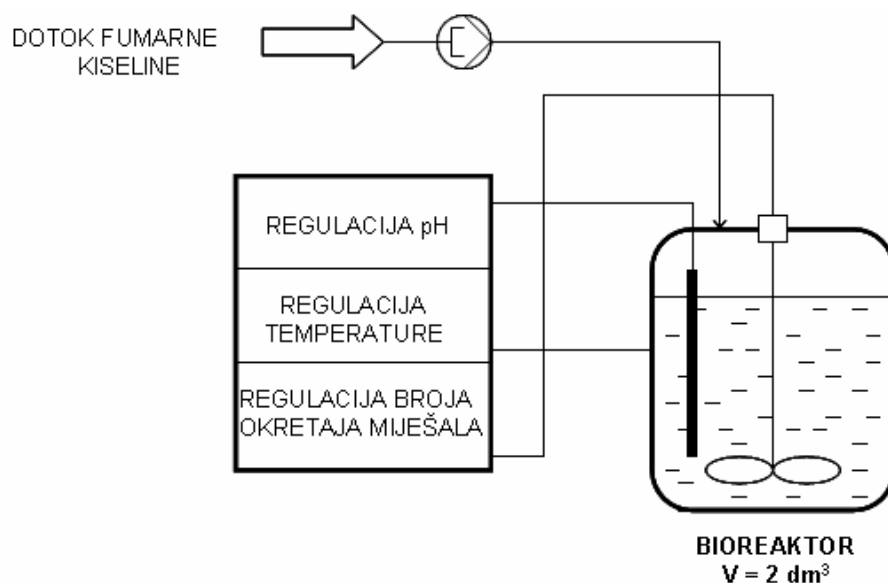 DOTOK FUMARNE
KISELINE
REGULACIJA pH
REGULACIJA
TEMPERATURE
REGULACIJA BROJA
OKRETAJA MIJEŠALA
BIOREAKTOR
V = 2 dm³